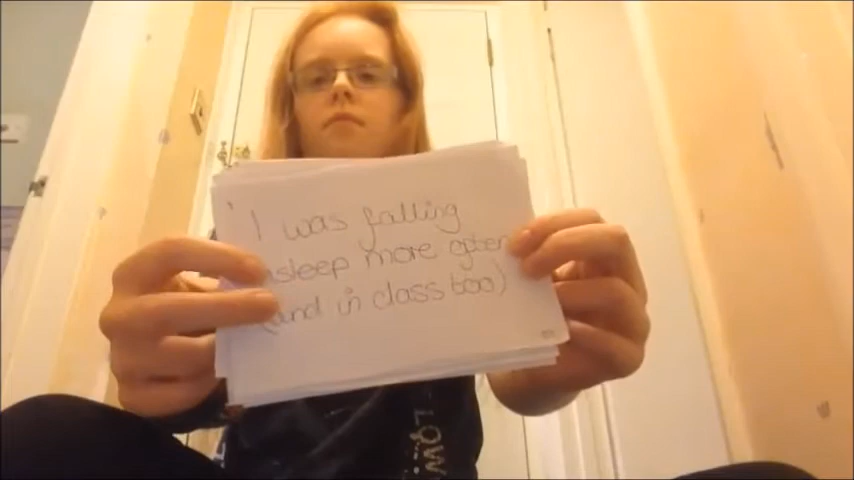 'I was falling
asleep more often
(and in class too)